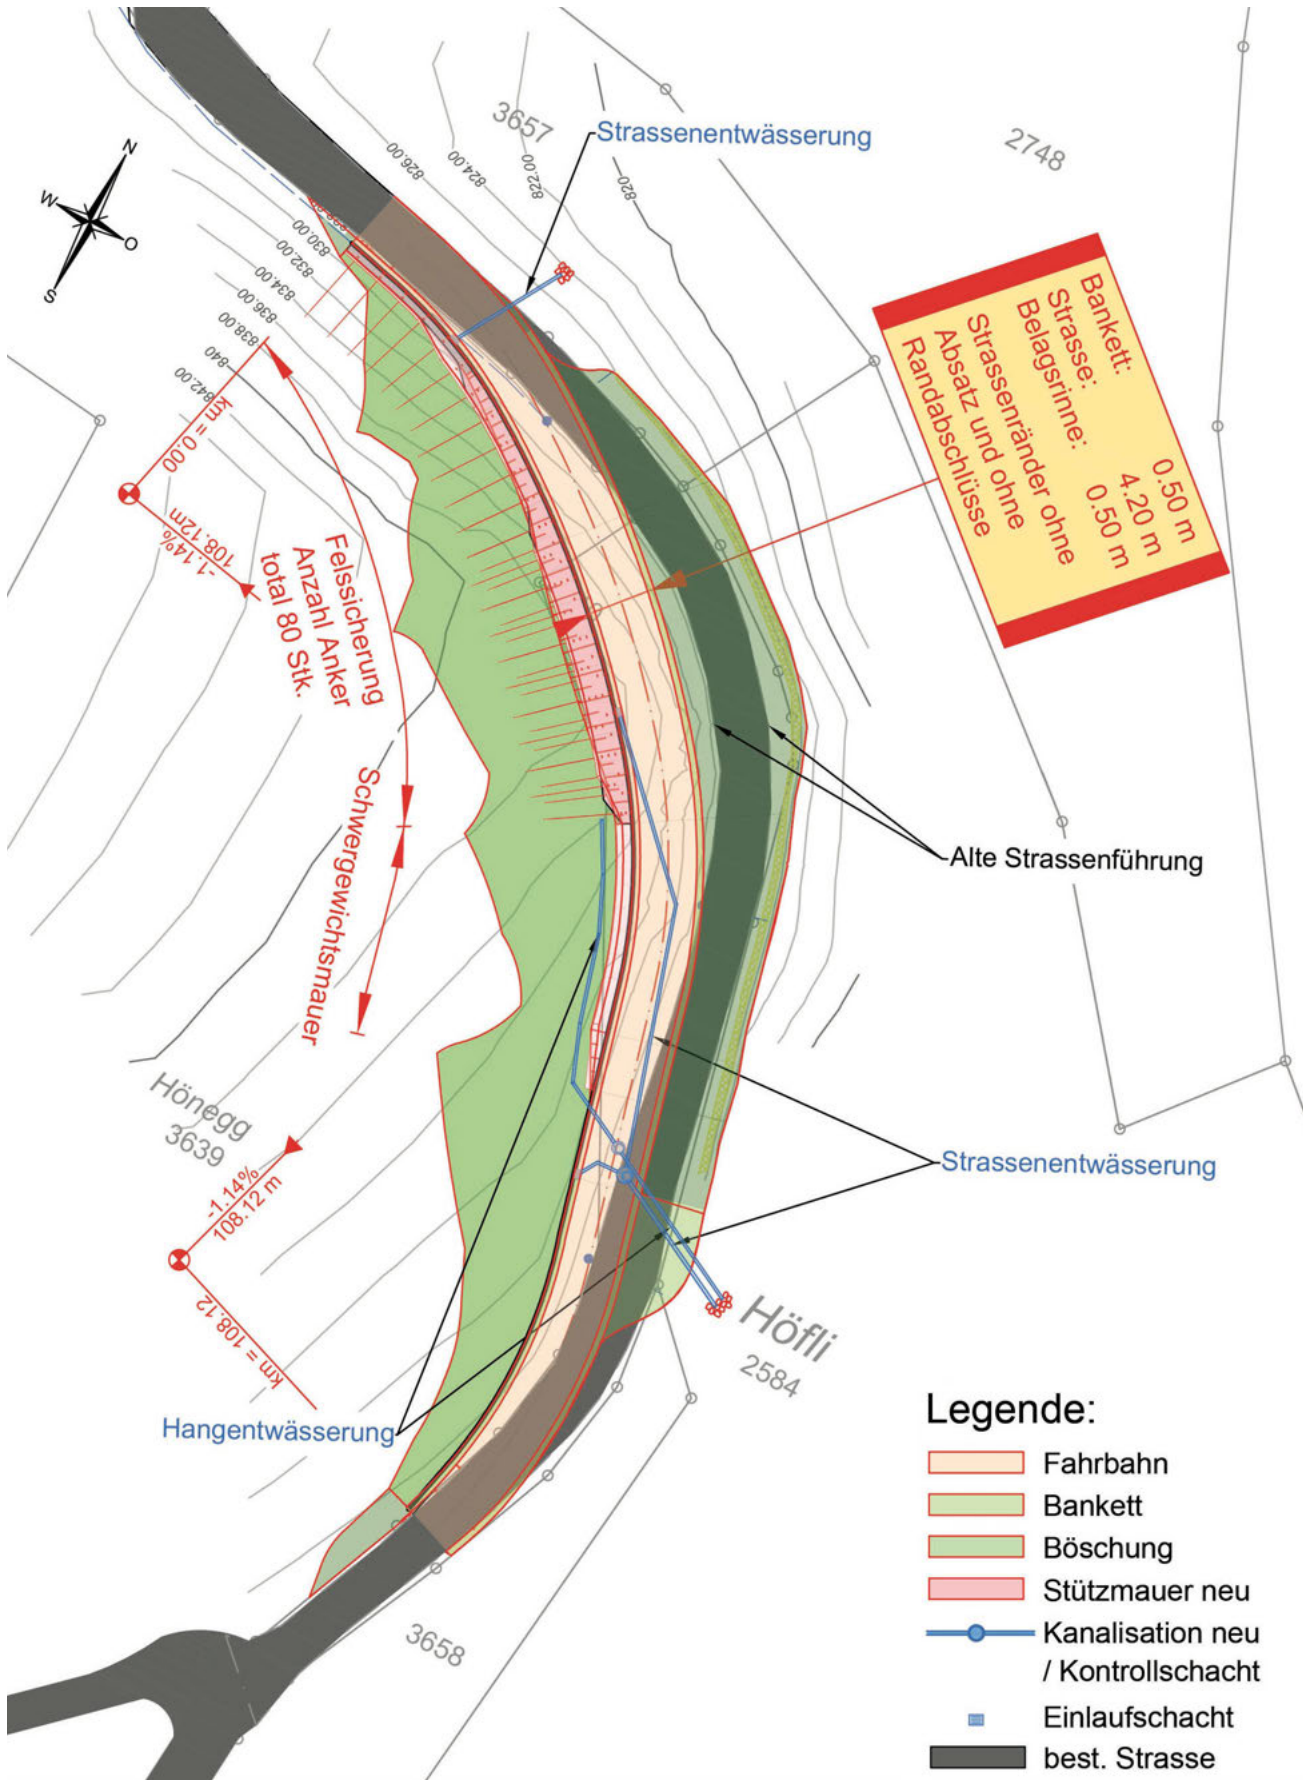 3657
Strassenentwässerung
2748
N
W
O
S
826.00
824.00
822.00
820
830.00
832.00
834.00
836.00
838.00
840
842.00
Bankett: 0.50 m
Strasse: 4.20 m
Belagsrinne: 0.50 m
Strassenränder ohne
Absatz und ohne
Randabschlüsse
km = 0.00
108.12m
-1.14%
Felssicherung
Anzahl Anker
total 80 Stk.
Schwergewichtsmauer
Alte Strassenführung
Hönegg
3639
-1.14%
108.12 m
km = 108.12
Strassenentwässerung
Höfli
2584
Hangentwässerung
3658
Legende:
Fahrbahn
Bankett
Böschung
Stützmauer neu
Kanalisation neu
/ Kontrollschacht
Einlaufschacht
best. Strasse